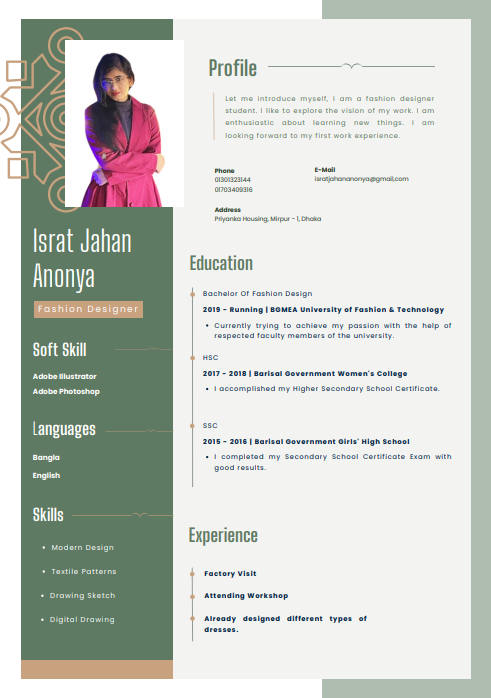 Israt Jahan
Anonya
Fashion Designer
Soft Skill
Adobe Illustrator
Adobe Photoshop
Languages
Bangla
English
Skills
• Modern Design
• Textile Patterns
• Drawing Sketch
• Digital Drawing
Profile
Let me introduce myself, I am a fashion designer
student. I like to explore the vision of my work. I am
enthusiastic about learning new things. I am
looking forward to my first work experience.
Phone
01301323144
01703409316
E-Mail
isratjahananonya@gmail,com
Address
Priyanka Housing, Mirpur - 1, Dhaka
Education
Bachelor Of Fashion Design
2019 - Running | BGMEA University of Fashion & Technology
• Currently trying to achieve my passion with the help of
respected faculty members of the university.
HSC
2017 - 2018 | Barisal Government Women's College
• I accomplished my Higher Secondary School Certificate.
SSC
2015 - 2016 | Barisal Government Girls' High School
• I completed my Secondary School Certificate Exam with
good results.
Experience
Factory Visit
Attending Workshop
Already designed different types of
dresses.